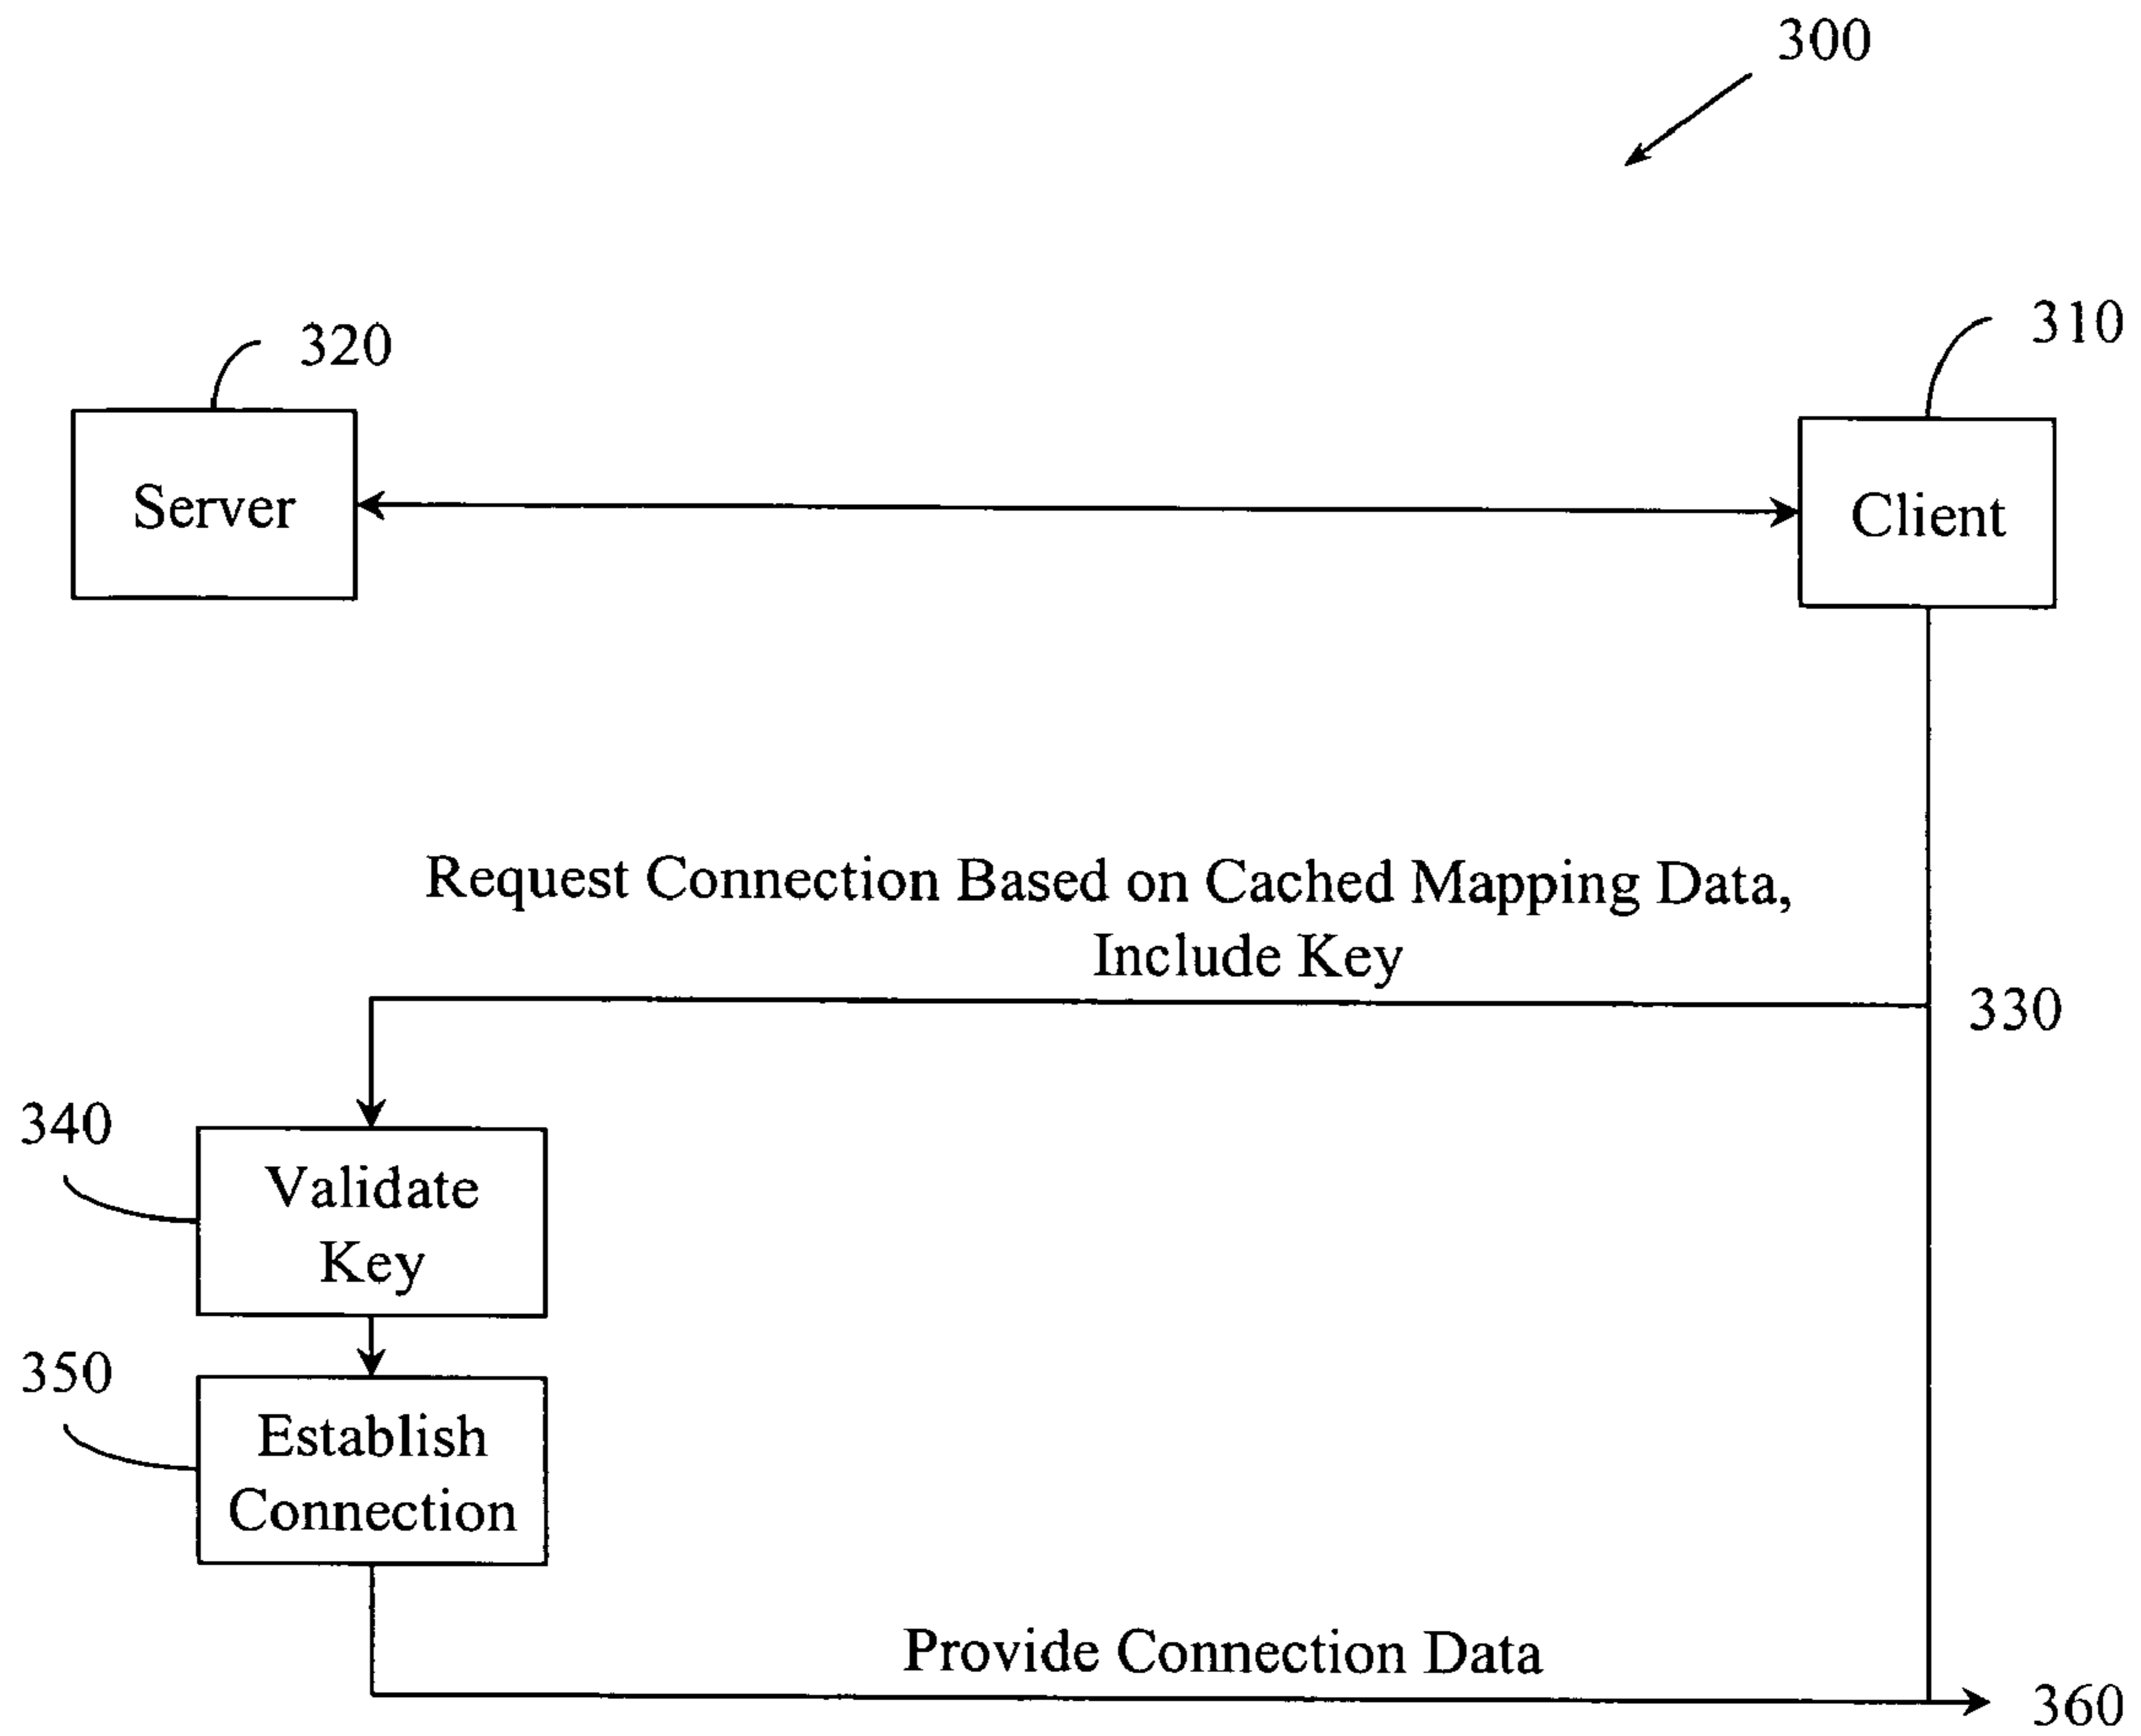 300
320
310
Server
Client
Request Connection Based on Cached Mapping Data,
Include Key
330
340
Validate
Key
350
Establish
Connection
Provide Connection Data
360